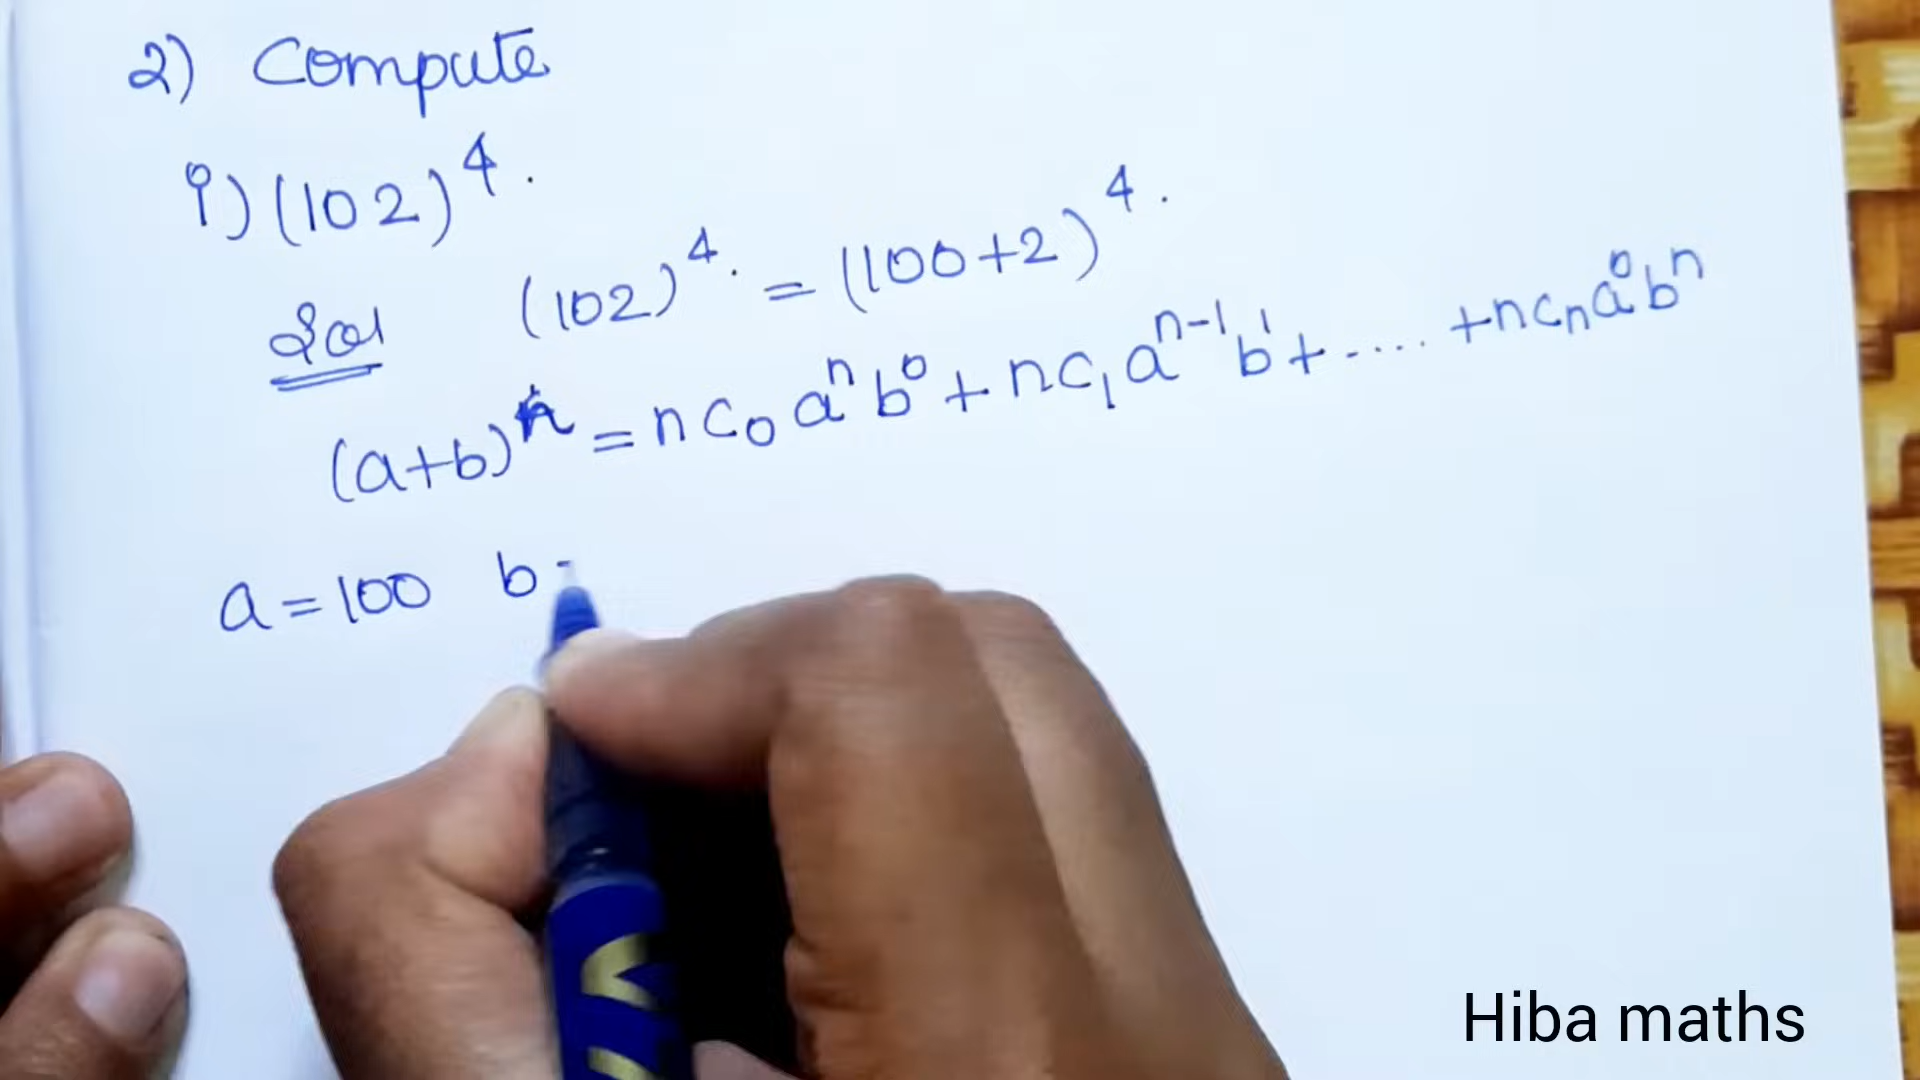 2) Compute
i) (102)⁴.
Sol (102)⁴. = (100+2)⁴.
(a+b)ⁿ = nc₀ aⁿ b⁰ + nc₁ aⁿ⁻¹ b¹ + ..... + ncₙ a⁰ bⁿ
a = 100 b =
Hiba maths